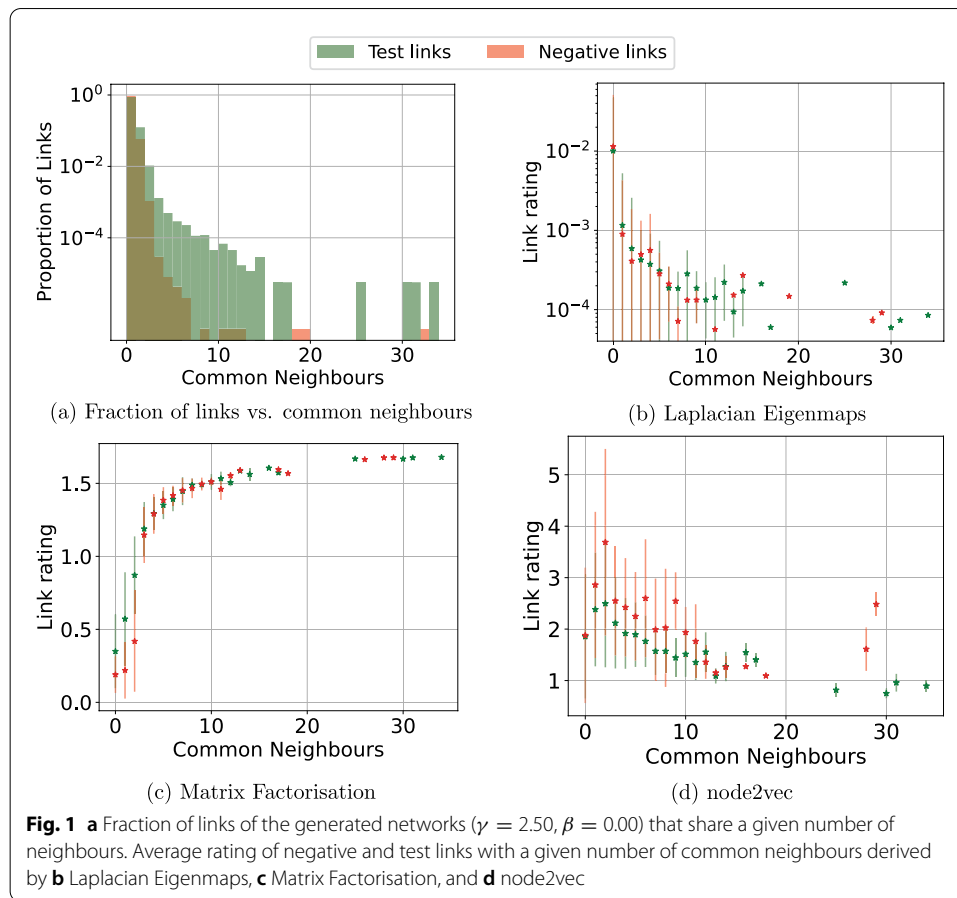 Test links Negative links
10^0
10^-2
10^-4
Proportion of Links
0 10 20 30
Common Neighbours
(a) Fraction of links vs. common neighbours
10^-2
10^-3
10^-4
Link rating
0 10 20 30
Common Neighbours
(b) Laplacian Eigenmaps
1.5
1.0
0.5
0.0
Link rating
0 10 20 30
Common Neighbours
(c) Matrix Factorisation
5
4
3
2
1
Link rating
0 10 20 30
Common Neighbours
(d) node2vec
Fig. 1 a Fraction of links of the generated networks (γ = 2.50, β = 0.00) that share a given number of
neighbours. Average rating of negative and test links with a given number of common neighbours derived
by b Laplacian Eigenmaps, c Matrix Factorisation, and d node2vec